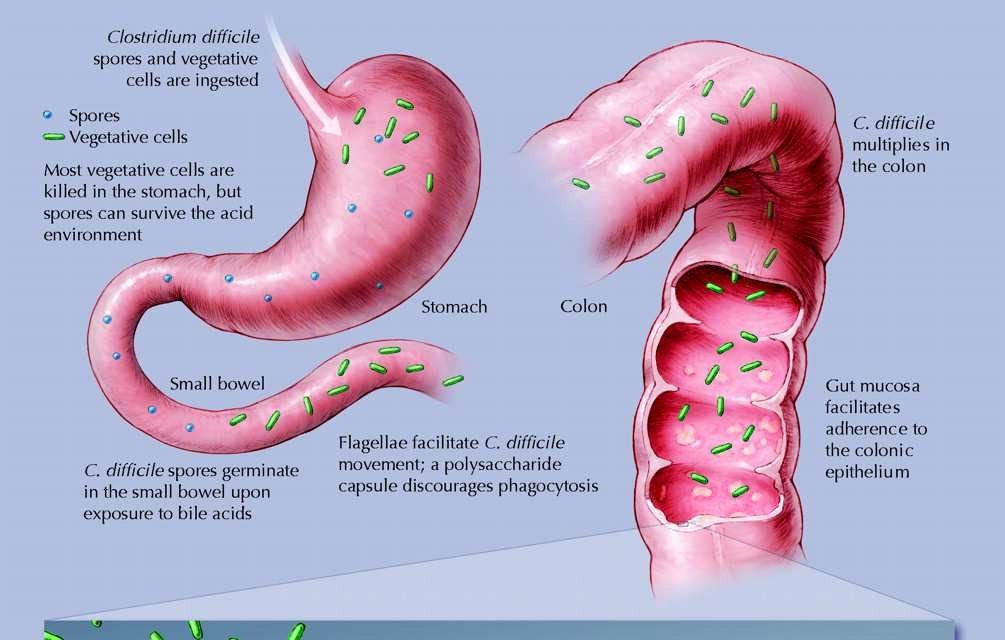 Clostridium difficile
spores and vegetative
cells are ingested
Spores
Vegetative cells
Most vegetative cells are
killed in the stomach, but
spores can survive the acid
environment
Stomach
Small bowel
C. difficile spores germinate
in the small bowel upon
exposure to bile acids
Flagellae facilitate C. difficile
movement; a polysaccharide
capsule discourages phagocytosis
Colon
C. difficile
multiplies in
the colon
Gut mucosa
facilitates
adherence to
the colonic
epithelium